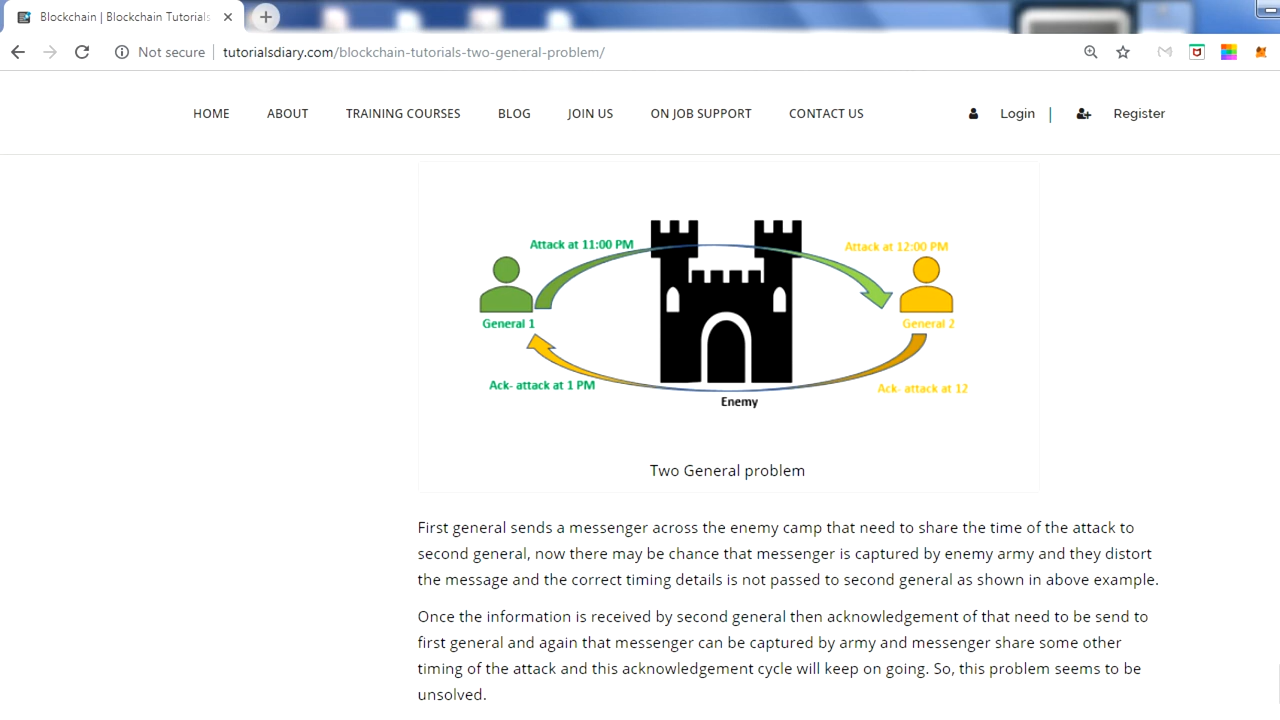 Blockchain | Blockchain Tutorials
Not secure | tutorialsdiary.com/blockchain-tutorials-two-general-problem/
HOME ABOUT TRAINING COURSES BLOG JOIN US ON JOB SUPPORT CONTACT US Login | Register
Attack at 11:00 PM Attack at 12:00 PM
General 1 General 2
Ack- attack at 1 PM Ack- attack at 12
Enemy
Two General problem
First general sends a messenger across the enemy camp that need to share the time of the attack to
second general, now there may be chance that messenger is captured by enemy army and they distort
the message and the correct timing details is not passed to second general as shown in above example.
Once the information is received by second general then acknowledgement of that need to be send to
first general and again that messenger can be captured by army and messenger share some other
timing of the attack and this acknowledgement cycle will keep on going. So, this problem seems to be
unsolved.